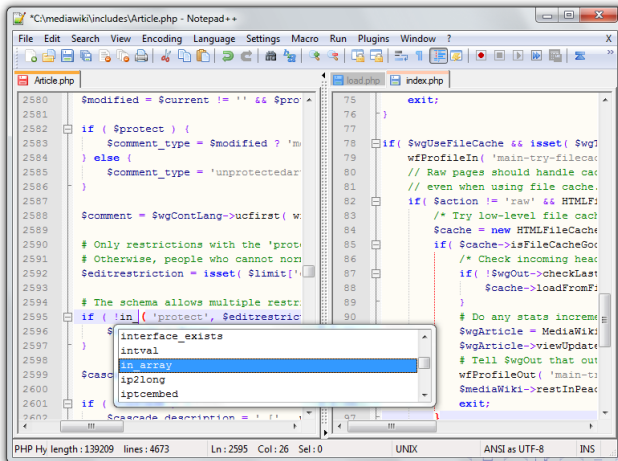 *C:\mediawiki\includes\Article.php - Notepad++
File Edit Search View Encoding Language Settings Macro Run Plugins Window ? X
Article.php
2580 $modified = $current != '' && $pro
2581
2582 if ( $protect ) {
2583 $comment_type = $modified ? 'm
2584 } else {
2585 $comment_type = 'unprotectedar
2586 }
2587
2588 $comment = $wgContLang->ucfirst( w
2589
2590 # Only restrictions with the 'prot
2591 # Otherwise, people who cannot nor
2592 $editrestriction = isset( $limit['
2593
2594 # The schema allows multiple restr
2595 if ( !in_( 'protect', $editrestric
2596 $
2597 }
2598
2599 $casc
2600
2601 if (
2602 $cascade_description = ' ['
interface_exists
intval
in_array
ip2long
iptcembed
load.php index.php
75 exit;
76 }
77
78 if( $wgUseFileCache && isset( $wgT
79 wfProfileIn( 'main-try-filecac
80 // Raw pages should handle cac
81 // even when using file cache.
82 if( $action != 'raw' && HTMLFi
83 /* Try low-level file cach
84 $cache = new HTMLFileCache
85 if( $cache->isFileCacheGoo
86 /* Check incoming head
87 if( !$wgOut->checkLast
88 $cache->loadFromFi
89 }
90 # Do any stats increme
$wgArticle = MediaWiki
$wgArticle->viewUpdate
# Tell $wgOut that out
wfProfileOut( 'main-t
$mediaWiki->restInPeac
exit;
97 }
PHP Hy length : 139209 lines : 4673 Ln : 2595 Col : 26 Sel : 0 UNIX ANSI as UTF-8 INS